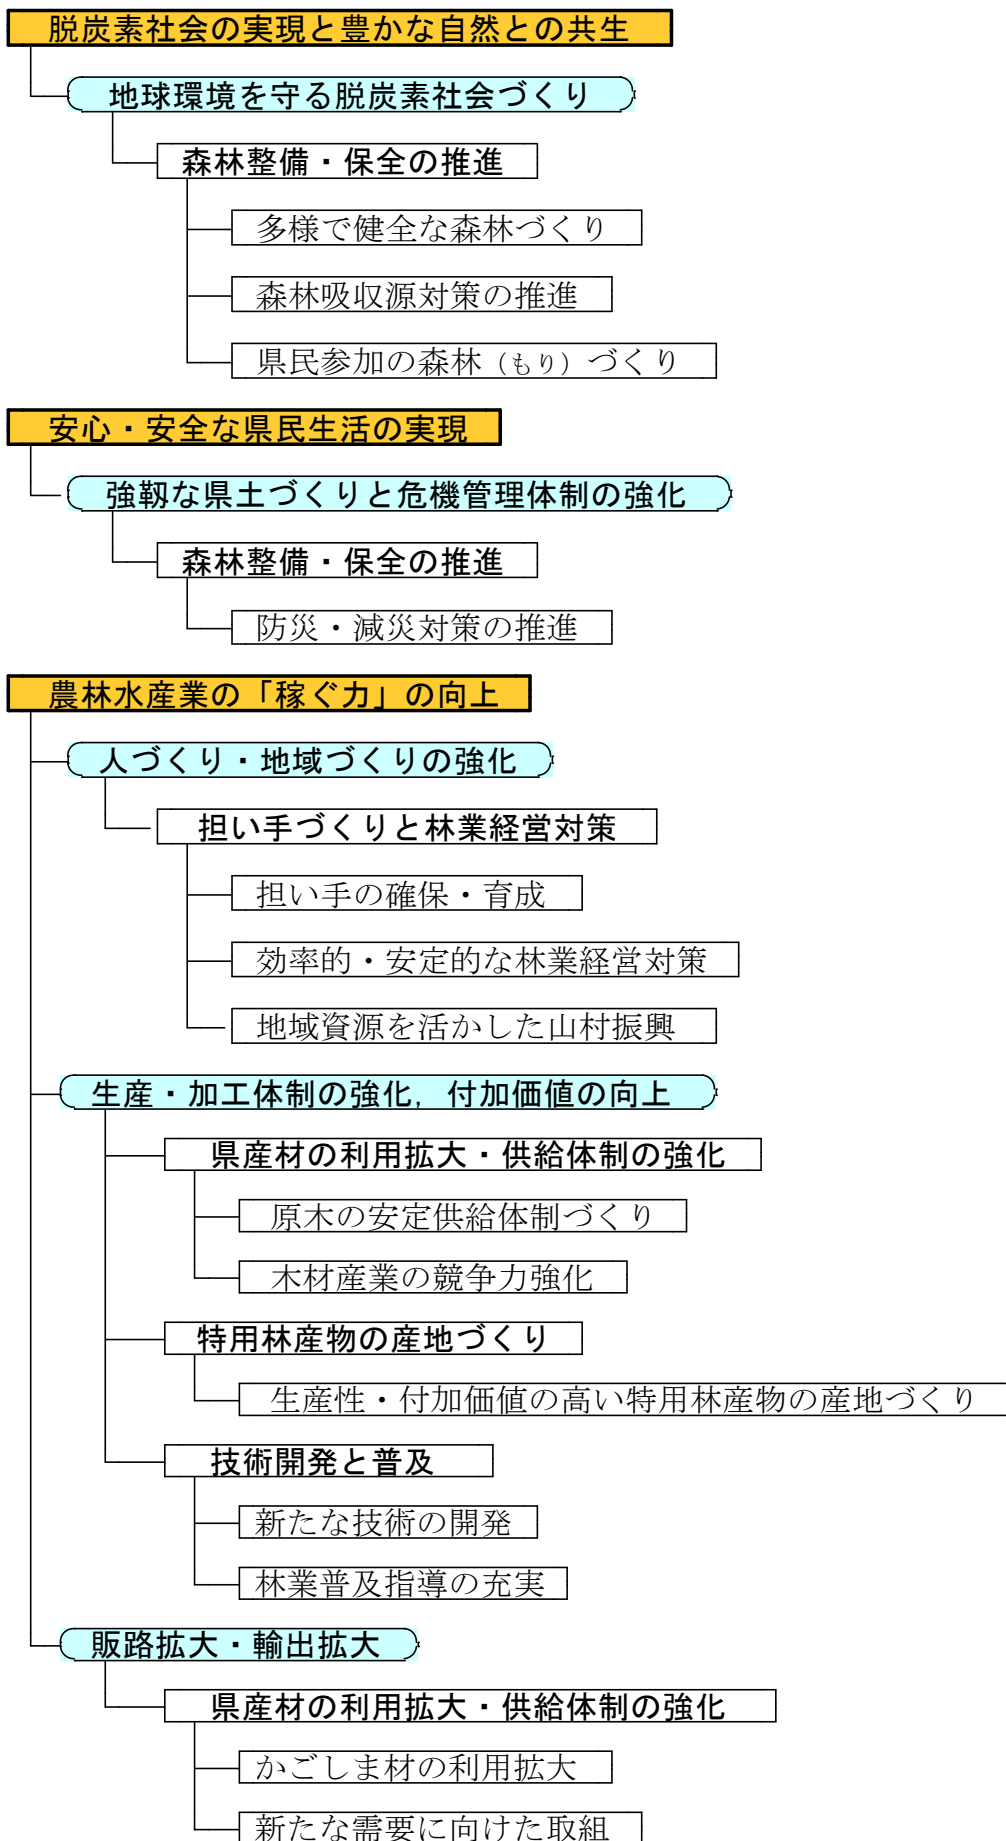 脱炭素社会の実現と豊かな自然との共生
地球環境を守る脱炭素社会づくり
森林整備・保全の推進
多様で健全な森林づくり
森林吸収源対策の推進
県民参加の森林（もり）づくり
安心・安全な県民生活の実現
強靱な県土づくりと危機管理体制の強化
森林整備・保全の推進
防災・減災対策の推進
農林水産業の「稼ぐ力」の向上
人づくり・地域づくりの強化
担い手づくりと林業経営対策
担い手の確保・育成
効率的・安定的な林業経営対策
地域資源を活かした山村振興
生産・加工体制の強化，付加価値の向上
県産材の利用拡大・供給体制の強化
原木の安定供給体制づくり
木材産業の競争力強化
特用林産物の産地づくり
生産性・付加価値の高い特用林産物の産地づくり
技術開発と普及
新たな技術の開発
林業普及指導の充実
販路拡大・輸出拡大
県産材の利用拡大・供給体制の強化
かごしま材の利用拡大
新たな需要に向けた取組